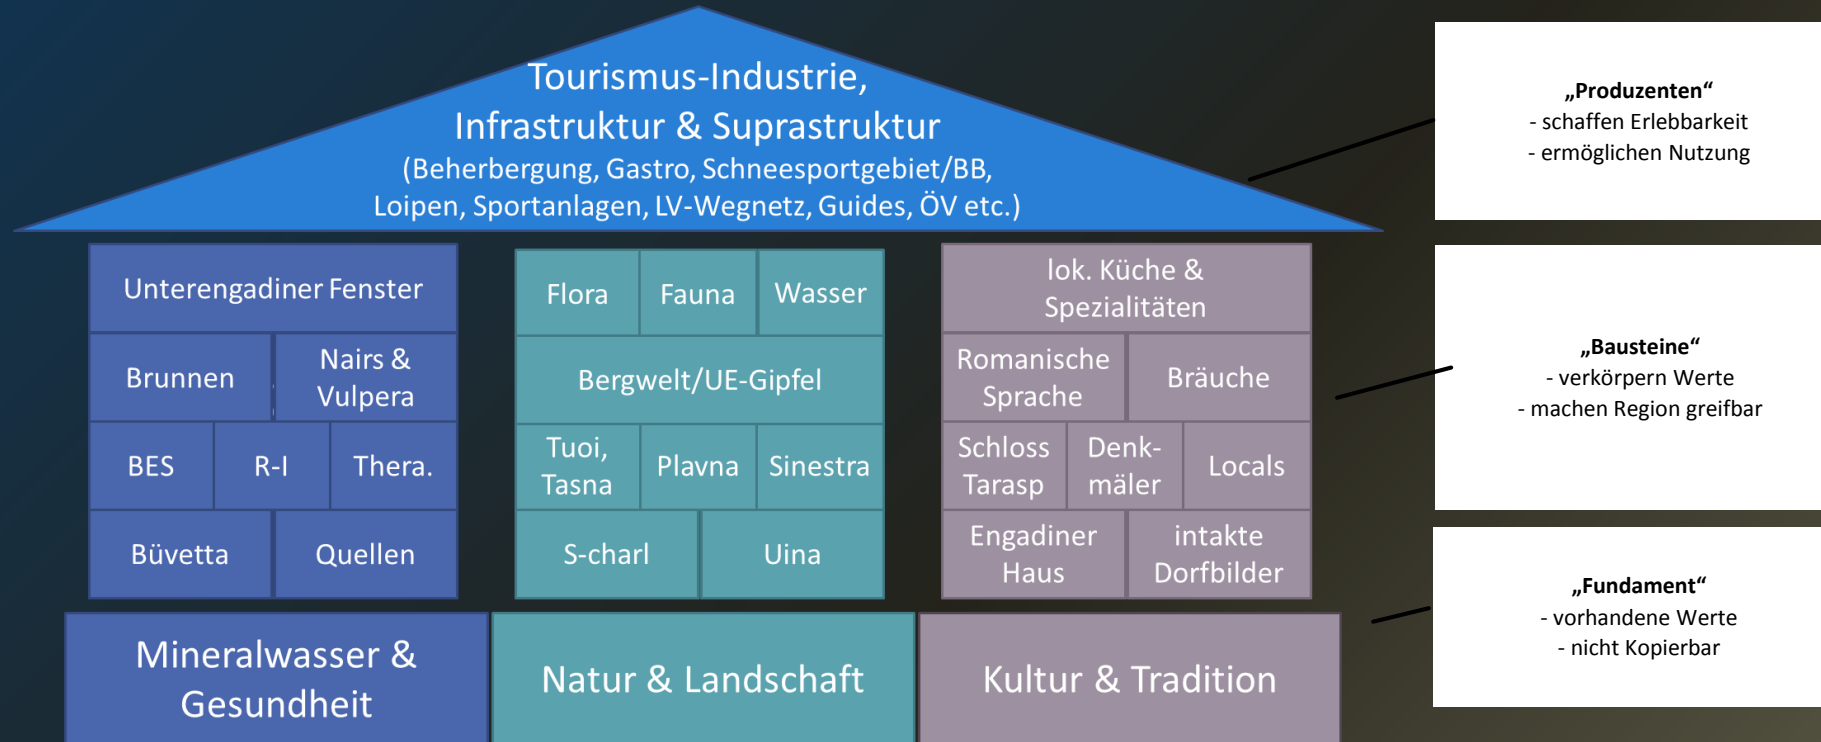 Tourismus-Industrie,
Infrastruktur & Suprastruktur
(Beherbergung, Gastro, Schneesportgebiet/BB,
Loipen, Sportanlagen, LV-Wegnetz, Guides, ÖV etc.)
„Produzenten“
- schaffen Erlebbarkeit
- ermöglichen Nutzung
Unterengadiner Fenster
Brunnen
Nairs &
Vulpera
BES
R-I
Thera.
Büvetta
Quellen
Flora
Fauna
Wasser
Bergwelt/UE-Gipfel
Tuoi,
Tasna
Plavna
Sinestra
S-charl
Uina
lok. Küche &
Spezialitäten
Romanische
Sprache
Bräuche
Schloss
Tarasp
Denk-
mäler
Locals
Engadiner
Haus
intakte
Dorfbilder
„Bausteine“
- verkörpern Werte
- machen Region greifbar
Mineralwasser &
Gesundheit
Natur & Landschaft
Kultur & Tradition
„Fundament“
- vorhandene Werte
- nicht Kopierbar